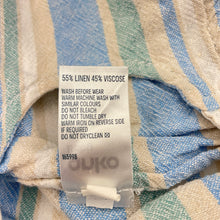 55% LINEN 45% VISCOSE
WASH BEFORE WEAR
WARM MACHINE WASH WITH
SIMILAR COLOURS
DO NOT BLEACH
DO NOT TUMBLE DRY
WARM IRON ON REVERSE SIDE
IF REQUIRED
DO NOT DRYCLEAN